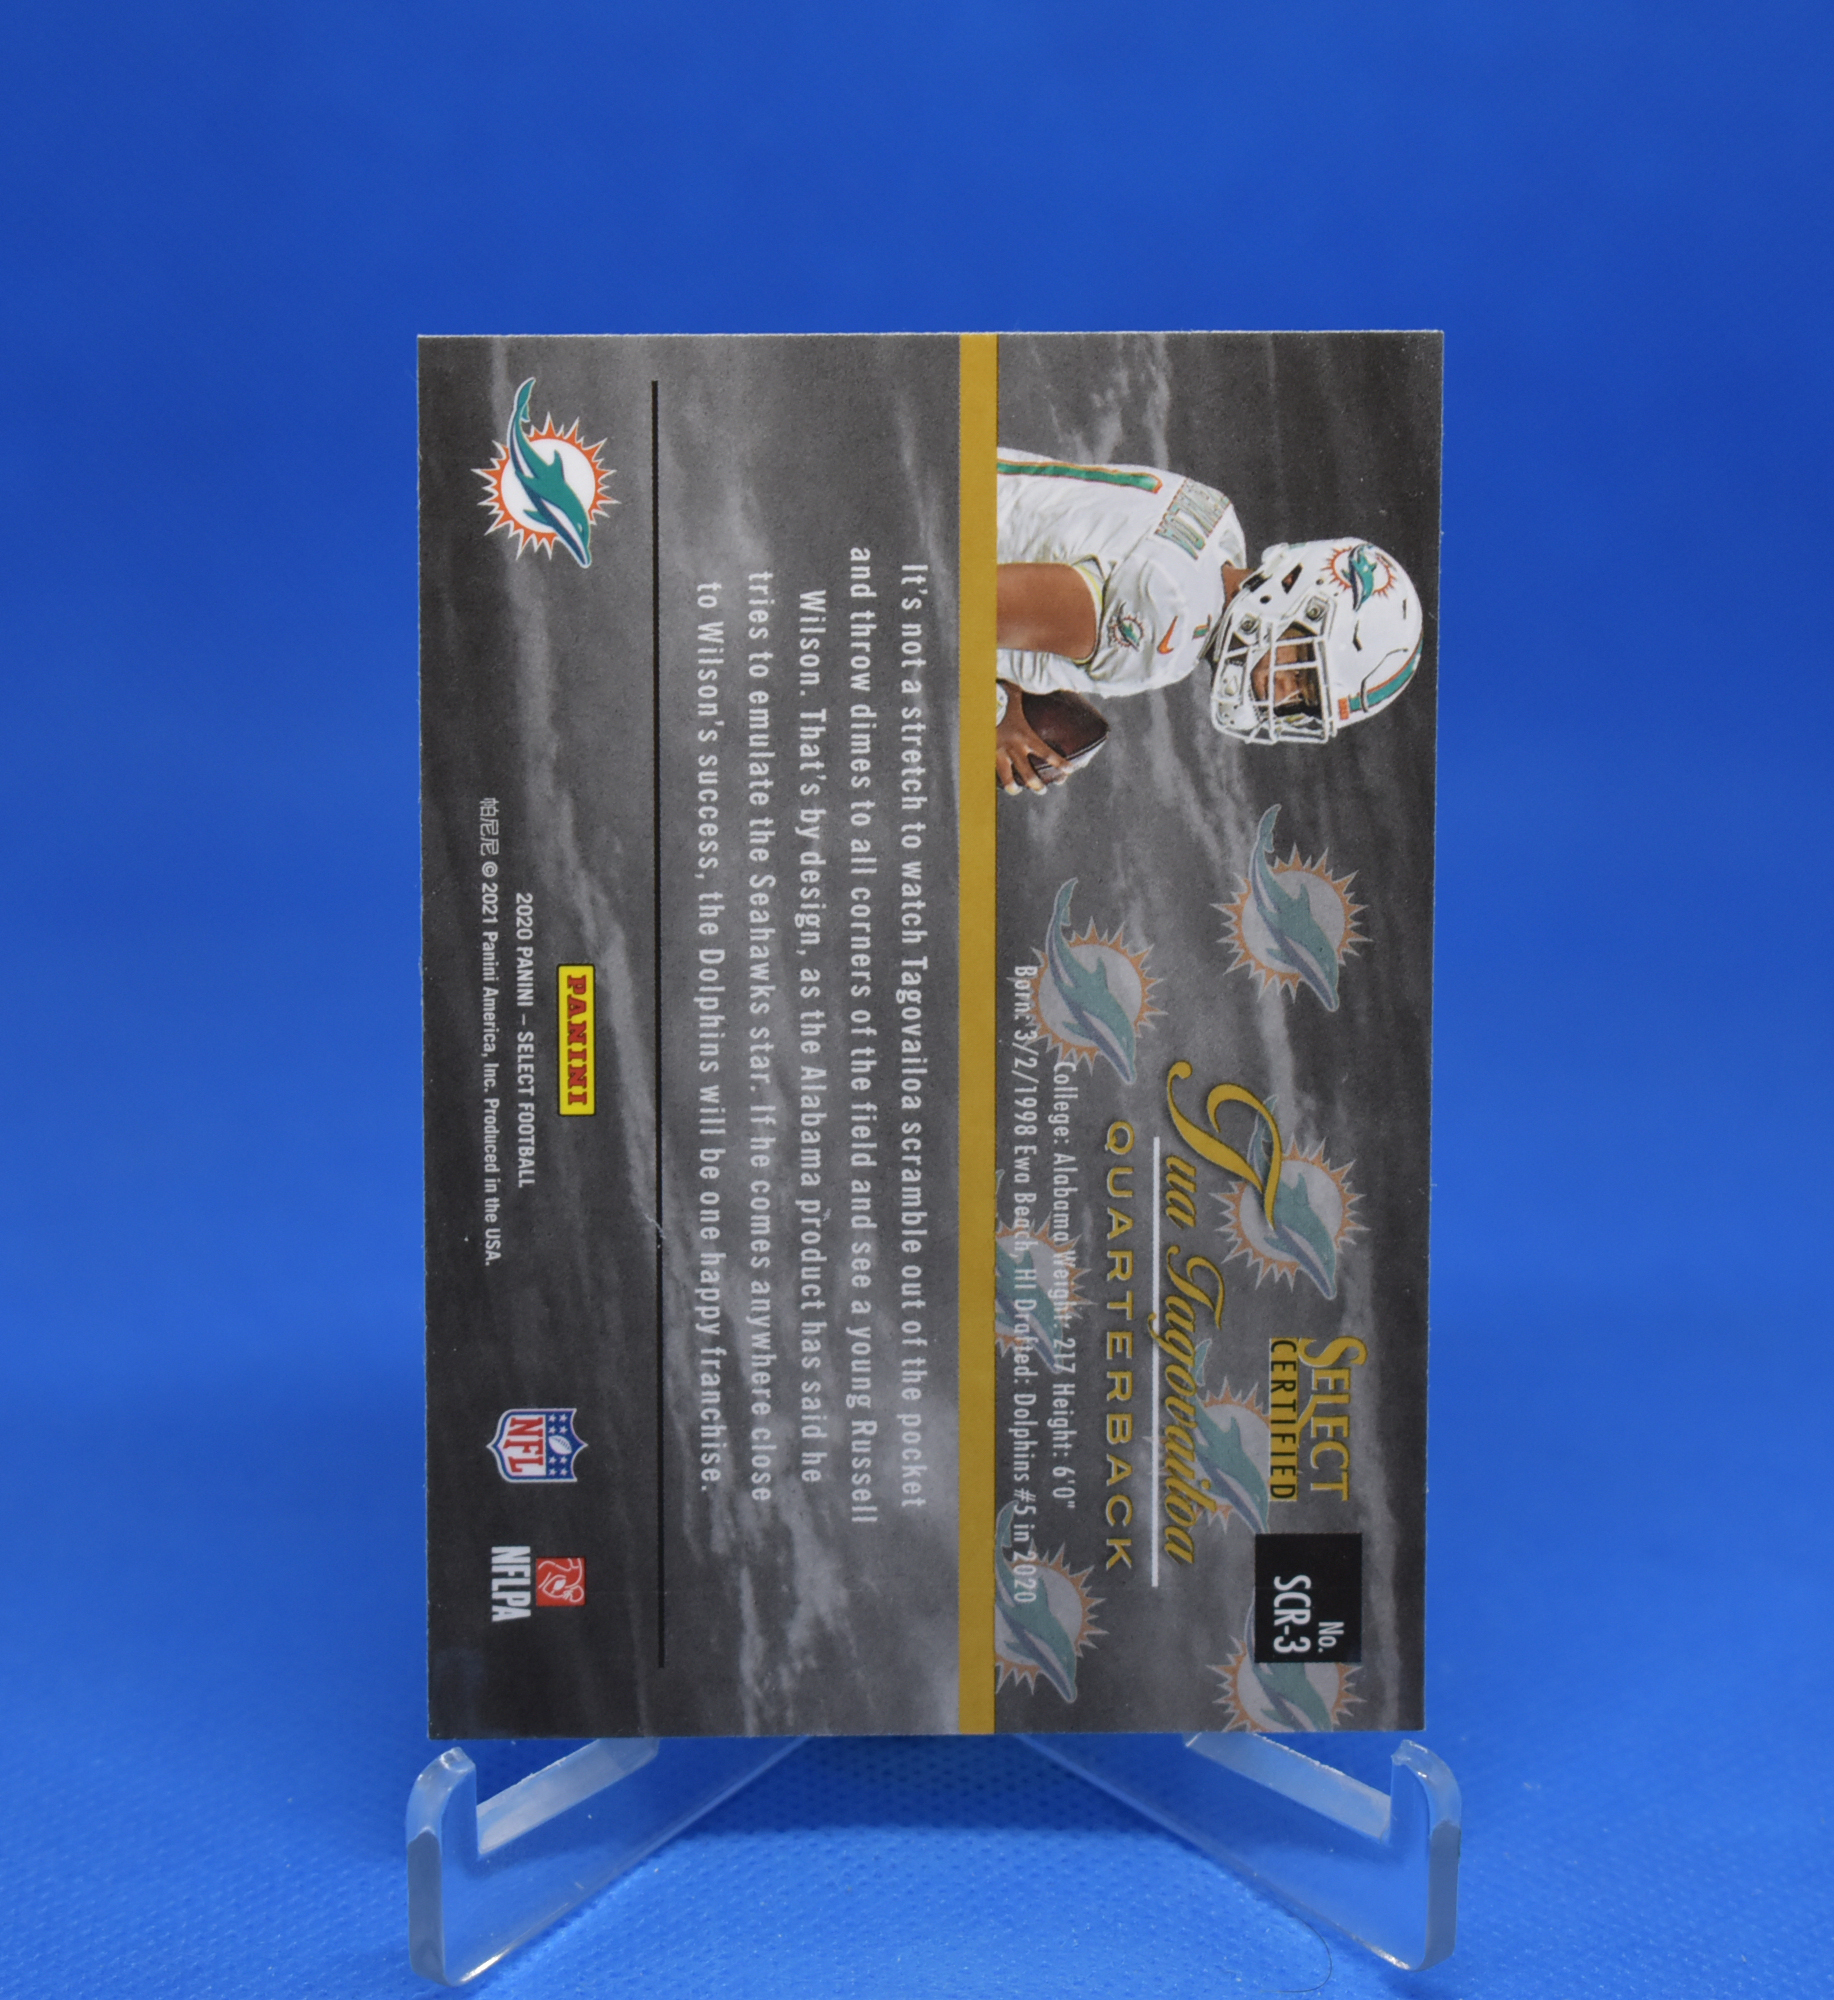 SELECT
CERTIFIED
No.
SCR-3
Tua Tagovailoa
QUARTERBACK
College: Alabama Weight: 217 Height: 6'0"
Born: 3/2/1998 Ewa Beach, HI Drafted: Dolphins #5 in 2020
It's not a stretch to watch Tagovailoa scramble out of the pocket
and throw dimes to all corners of the field and see a young Russell
Wilson. That's by design, as the Alabama product has said he
tries to emulate the Seahawks star. If he comes anywhere close
to Wilson's success, the Dolphins will be one happy franchise.
PANINI
2020 PANINI – SELECT FOOTBALL
帕尼尼 © 2021 Panini America, Inc. Produced in the USA.
NFL
NFLPA